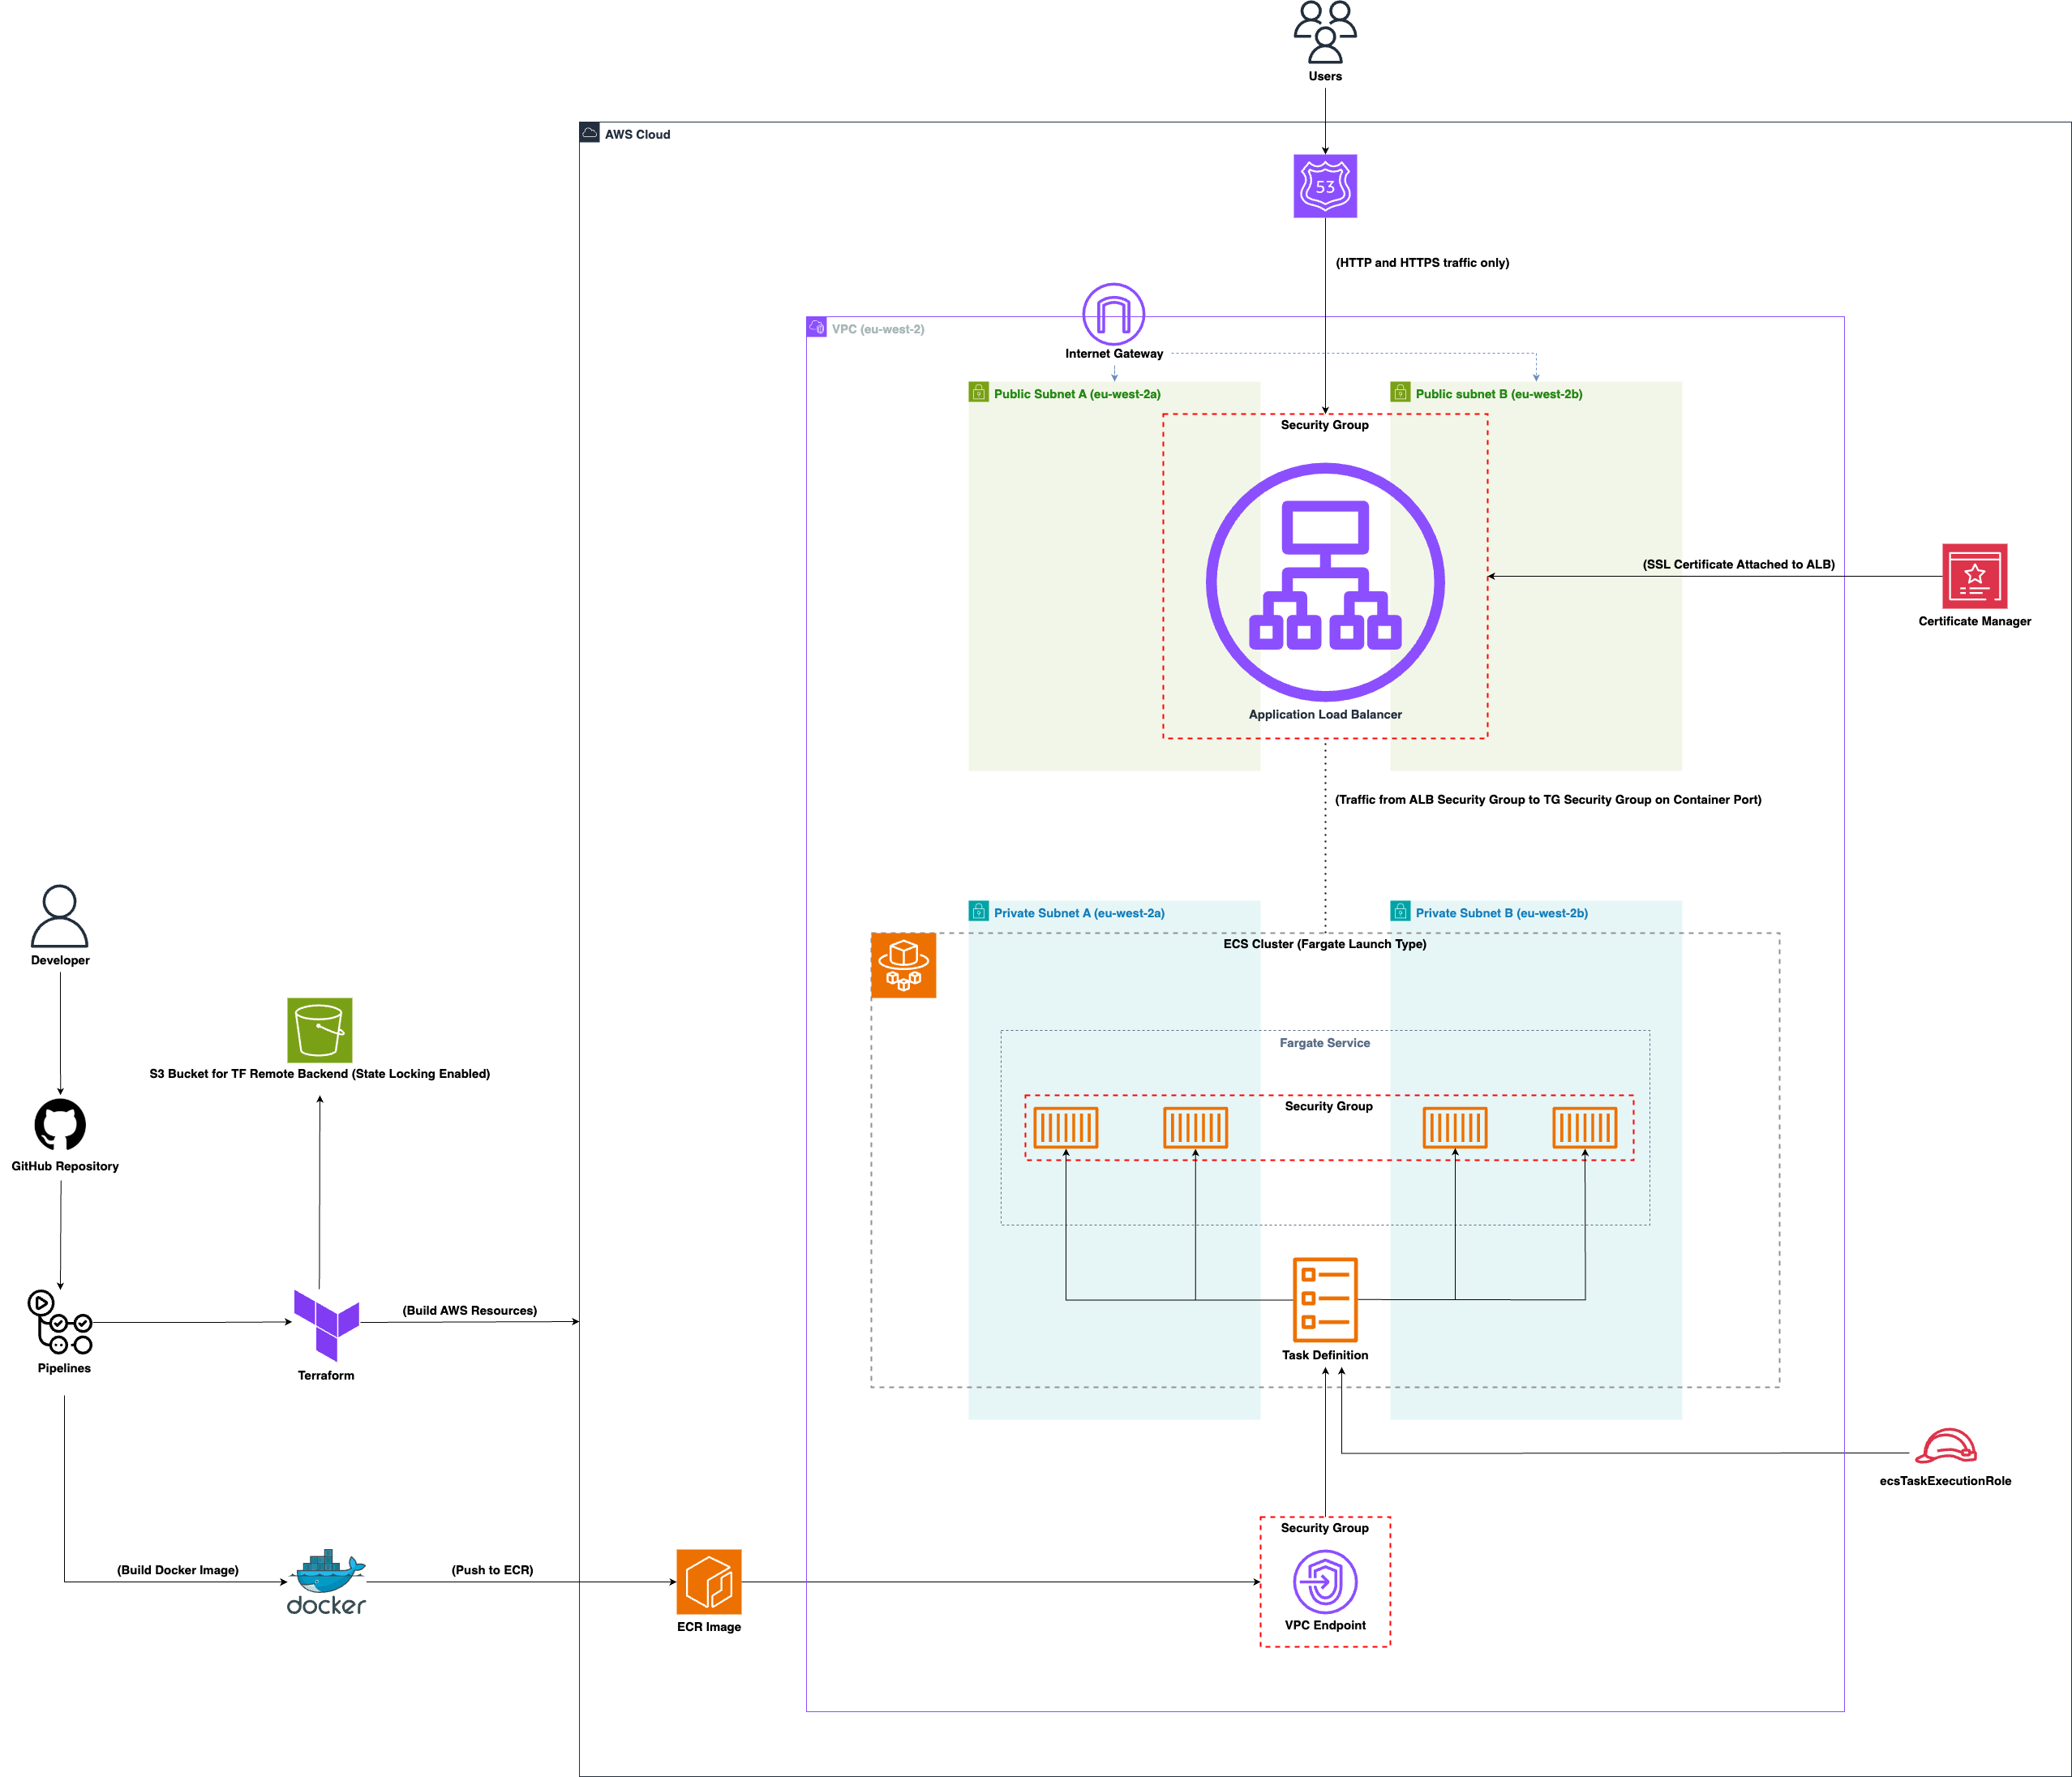 Users
AWS Cloud
53
(HTTP and HTTPS traffic only)
VPC (eu-west-2)
Internet Gateway
Public Subnet A (eu-west-2a)
Public subnet B (eu-west-2b)
Security Group
(SSL Certificate Attached to ALB)
Certificate Manager
Application Load Balancer
(Traffic from ALB Security Group to TG Security Group on Container Port)
Private Subnet A (eu-west-2a)
Private Subnet B (eu-west-2b)
ECS Cluster (Fargate Launch Type)
Developer
Fargate Service
S3 Bucket for TF Remote Backend (State Locking Enabled)
Security Group
GitHub Repository
(Build AWS Resources)
Task Definition
Pipelines
Terraform
ecsTaskExecutionRole
Security Group
(Build Docker Image)
docker
(Push to ECR)
ECR Image
VPC Endpoint